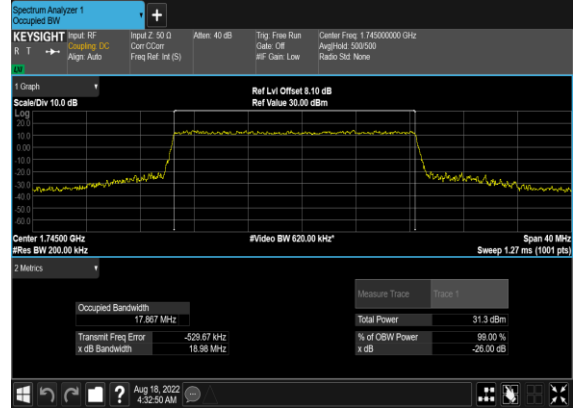 Spectrum Analyzer 1
Occupied BW
KEYSIGHT
R T
LM
Input: RF
Coupling: DC
Align: Auto
Input Z: 50 Ω
Corr CCorr
Freq Ref: Int (S)
Atten: 40 dB
Trig: Free Run
Gate: Off
#IF Gain: Low
Center Freq: 1.745000000 GHz
Avg|Hold: 500/500
Radio Std: None
1 Graph
Scale/Div 10.0 dB
Ref Lvl Offset 8.10 dB
Ref Value 30.00 dBm
Log
20.0
10.0
0.00
-10.0
-20.0
-30.0
-40.0
-50.0
-60.0
Center 1.74500 GHz
#Res BW 200.00 kHz
#Video BW 620.00 kHz*
Span 40 MHz
Sweep 1.27 ms (1001 pts)
2 Metrics
Measure Trace Trace 1
Occupied Bandwidth
17.867 MHz
Total Power 31.3 dBm
Transmit Freq Error -529.67 kHz
% of OBW Power 99.00 %
x dB Bandwidth 18.98 MHz
x dB -26.00 dB
?
Aug 18, 2022
4:32:50 AM